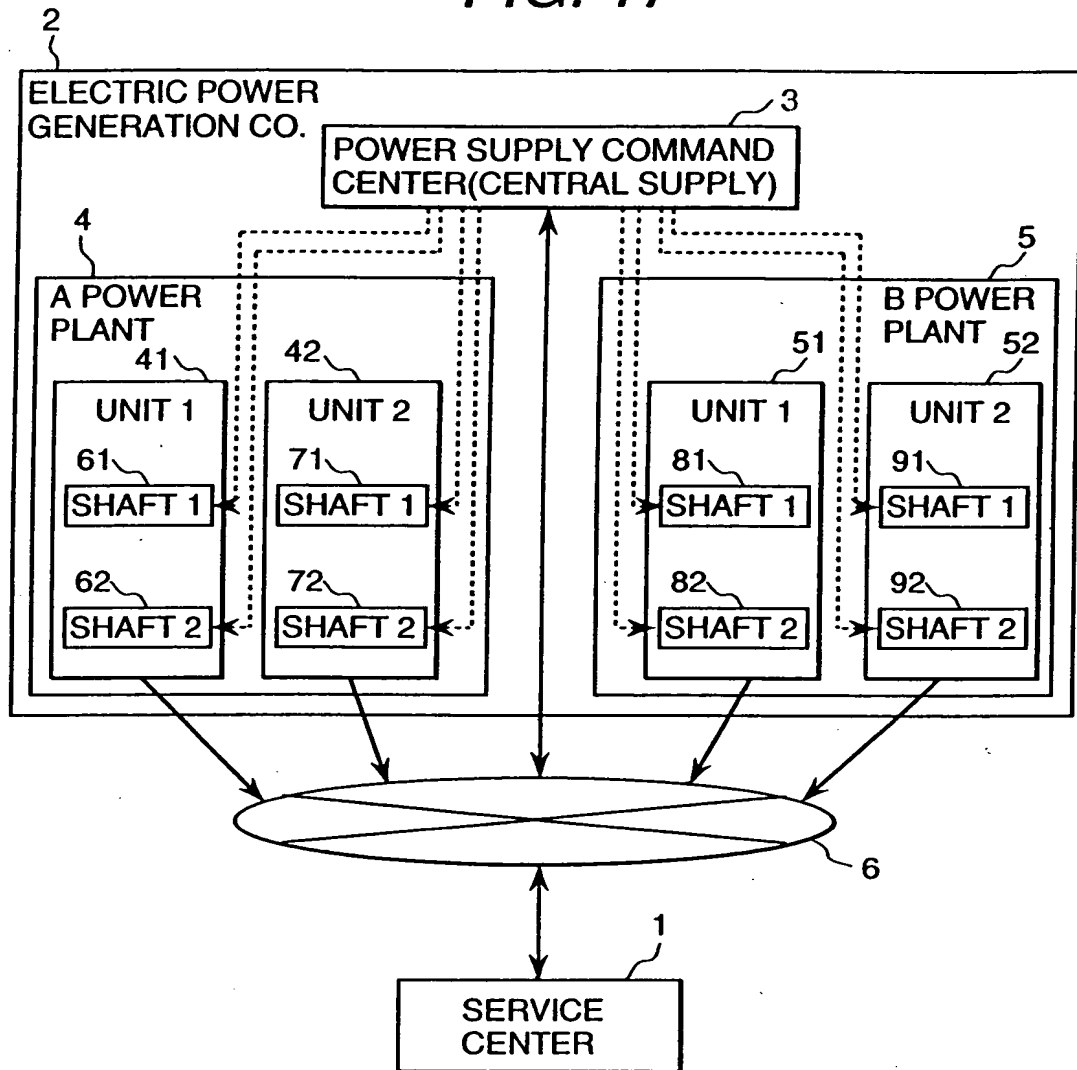 2
ELECTRIC POWER
GENERATION CO.
3
POWER SUPPLY COMMAND
CENTER(CENTRAL SUPPLY)
4
A POWER
PLANT
5
B POWER
PLANT
41
UNIT 1
61
SHAFT 1
62
SHAFT 2
42
UNIT 2
71
SHAFT 1
72
SHAFT 2
51
UNIT 1
81
SHAFT 1
82
SHAFT 2
52
UNIT 2
91
SHAFT 1
92
SHAFT 2
6
1
SERVICE
CENTER